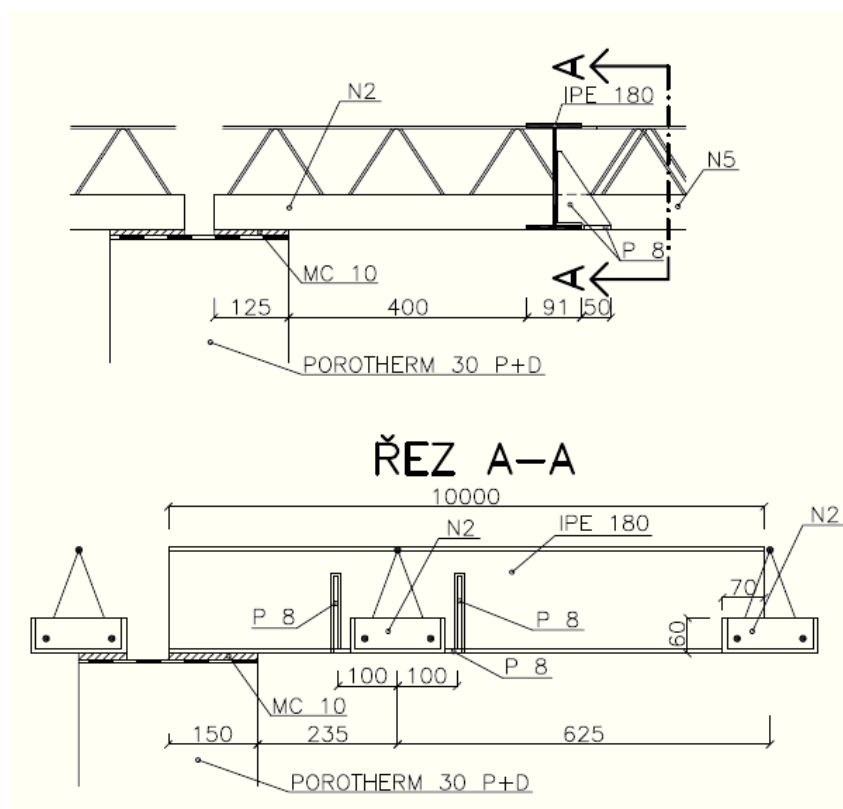 A
IPE 180
N2
N5
P 8
A
MC 10
125
400
91
50
POROTHERM 30 P+D
ŘEZ A-A
10000
N2
IPE 180
N2
70
P 8
P 8
60
P 8
100
100
MC 10
150
235
625
POROTHERM 30 P+D